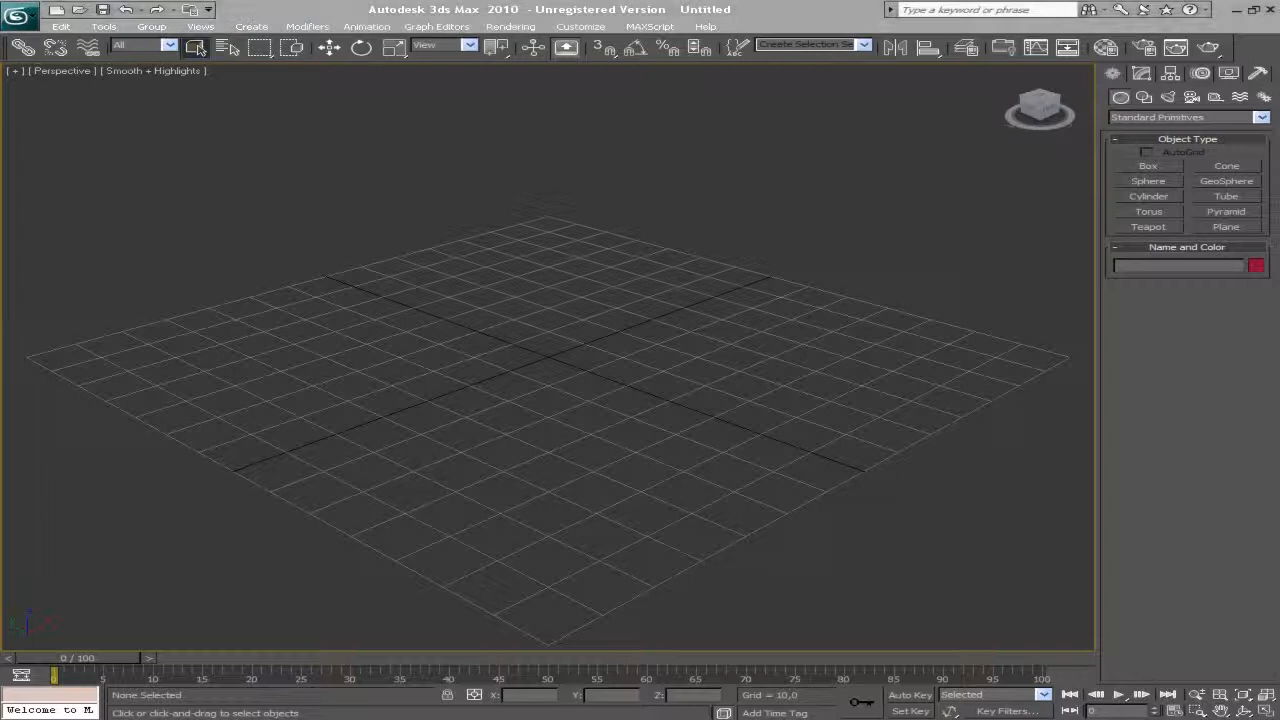 Autodesk 3ds Max 2010 - Unregistered Version Untitled
Type a keyword or phrase
Edit Tools Group Views Create Modifiers Animation Graph Editors Rendering Customize MAXScript Help
All View 3 % Create Selection Se
[ + ] [ Perspective ] [ Smooth + Highlights ]
Standard Primitives
- Object Type
AutoGrid
Box Cone
Sphere GeoSphere
Cylinder Tube
Torus Pyramid
Teapot Plane
- Name and Color
< 0 / 100 >
0 5 10 15 20 25 30 35 40 45 50 55 60 65 70 75 80 85 90 95 100
None Selected X: Y: Z: Grid = 10,0 Auto Key Selected
Welcome to M. Click or click-and-drag to select objects Add Time Tag Set Key Key Filters... 0